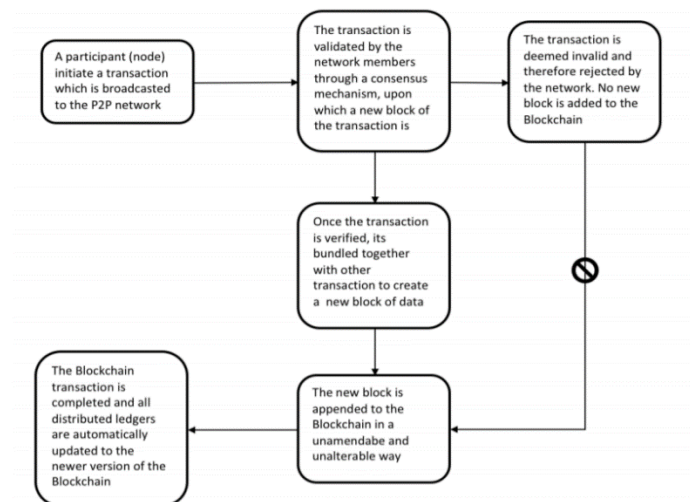 A participant (node)
initiate a transaction
which is broadcasted
to the P2P network
The transaction is
validated by the
network members
through a consensus
mechanism, upon
which a new block of
the transaction is
The transaction is
deemed invalid and
therefore rejected by
the network. No new
block is added to the
Blockchain
Once the transaction
is verified, its
bundled together
with other
transaction to create
a new block of data
The new block is
appended to the
Blockchain in a
unamendabe and
unalterable way
The Blockchain
transaction is
completed and all
distributed ledgers
are automatically
updated to the
newer version of the
Blockchain